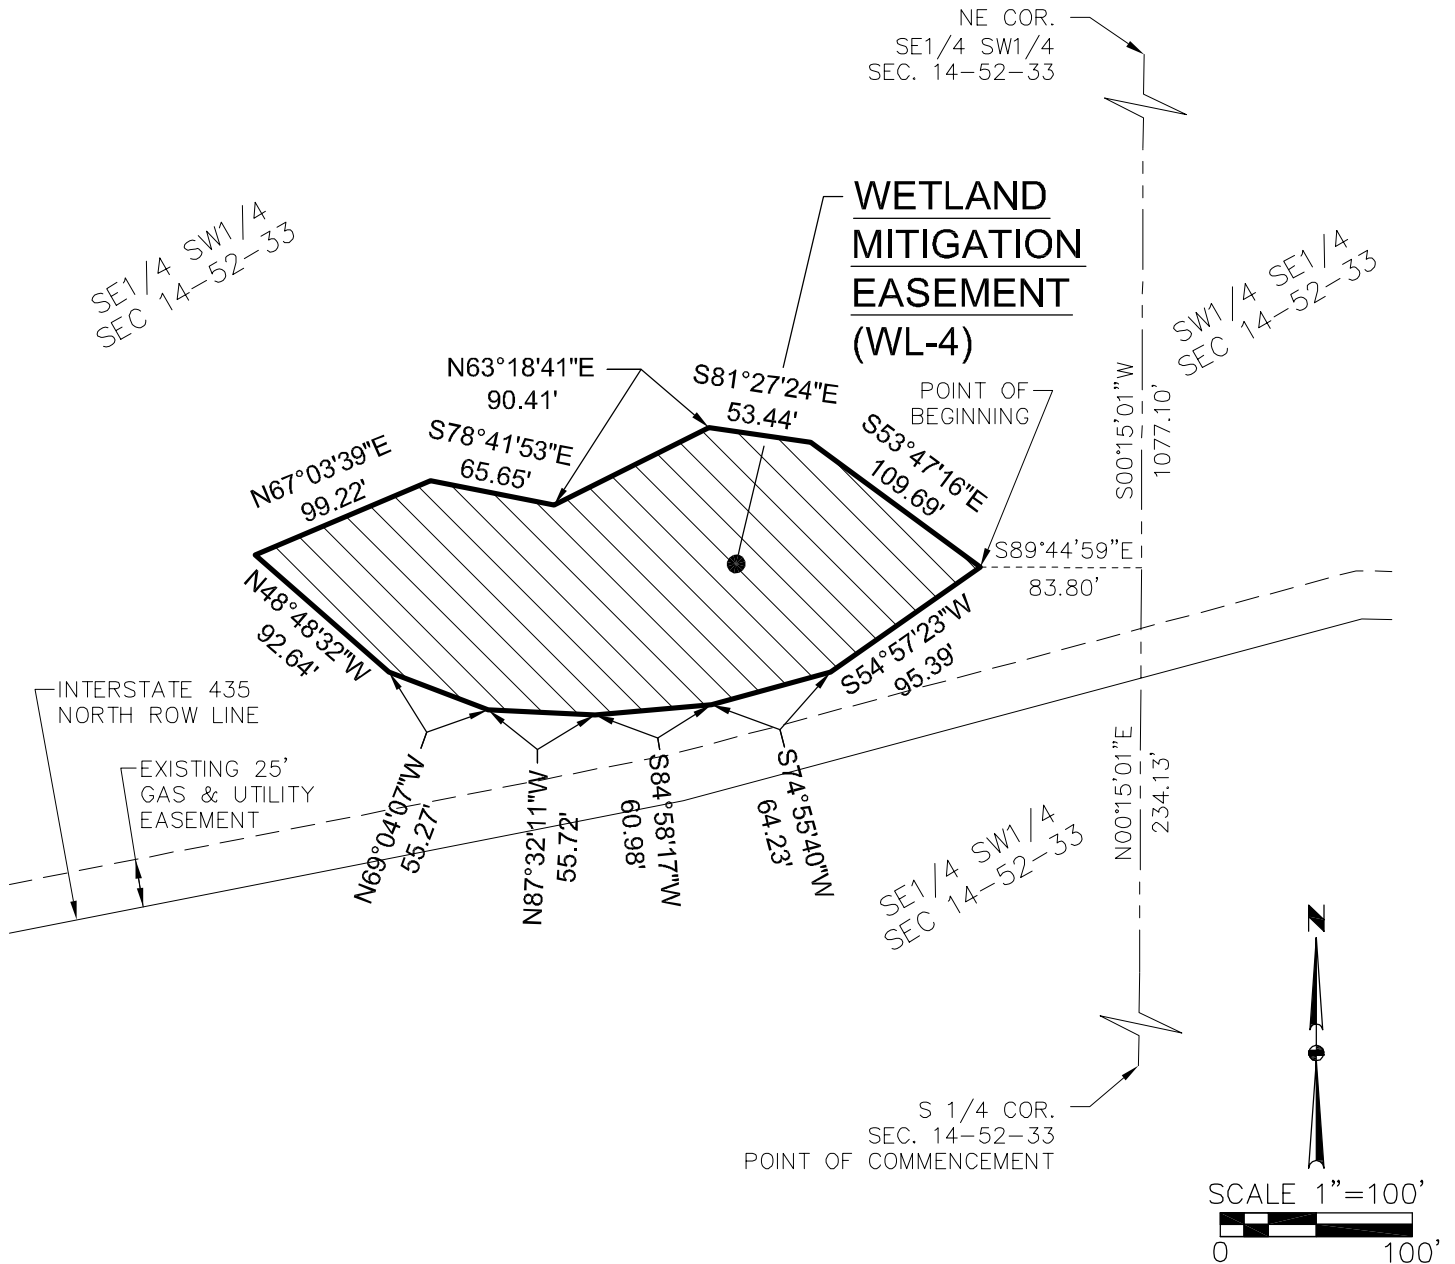 NE COR.
SE1/4 SW1/4
SEC. 14-52-33
WETLAND
MITIGATION
EASEMENT
(WL-4)
SE1/4 SW1/4
SEC 14-52-33
SW1/4 SE1/4
SEC 14-52-33
N63°18'41"E
90.41'
S81°27'24"E
53.44'
POINT OF
BEGINNING
S00°15'01"W
1077.10'
S78°41'53"E
65.65'
N67°03'39"E
99.22'
S53°47'16"E
109.69'
S89°44'59"E
83.80'
N48°48'32"W
92.64'
S54°57'23"W
95.39'
INTERSTATE 435
NORTH ROW LINE
EXISTING 25'
GAS & UTILITY
EASEMENT
N69°04'07"W
55.27'
N87°32'11"W
55.72'
S84°58'17"W
60.98'
S74°55'40"W
64.23'
N00°15'01"E
234.13'
SE1/4 SW1/4
SEC 14-52-33
N
S 1/4 COR.
SEC. 14-52-33
POINT OF COMMENCEMENT
SCALE 1"=100'
0 100'